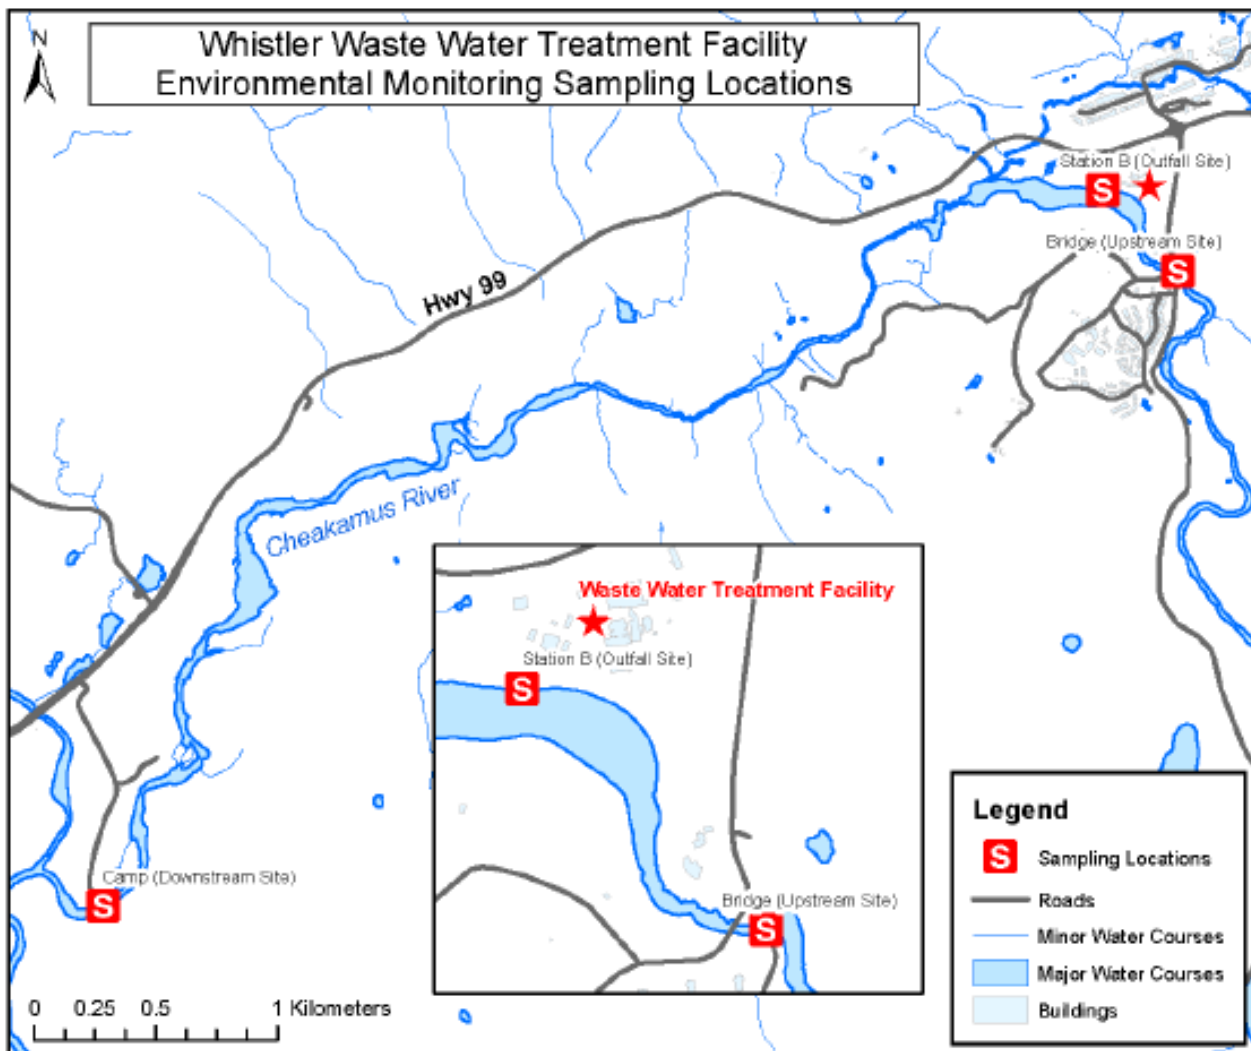 N
Whistler Waste Water Treatment Facility
Environmental Monitoring Sampling Locations
Station B (Outfall Site)
S
Bridge (Upstream Site)
S
Hwy 99
Cheakamus River
Waste Water Treatment Facility
Station B (Outfall Site)
S
Bridge (Upstream Site)
S
Camp (Downstream Site)
S
Legend
S Sampling Locations
Roads
Minor Water Courses
Major Water Courses
Buildings
0 0.25 0.5 1 Kilometers